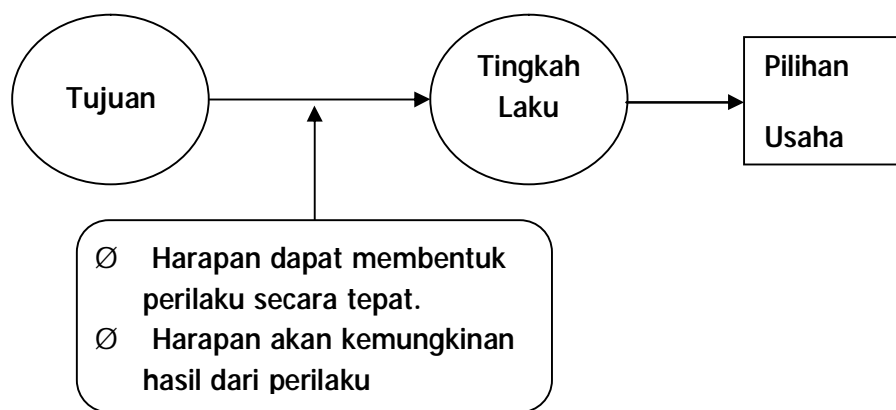 Tujuan
Tingkah
Laku
Pilihan
Usaha
Ø Harapan dapat membentuk
perilaku secara tepat.
Ø Harapan akan kemungkinan
hasil dari perilaku